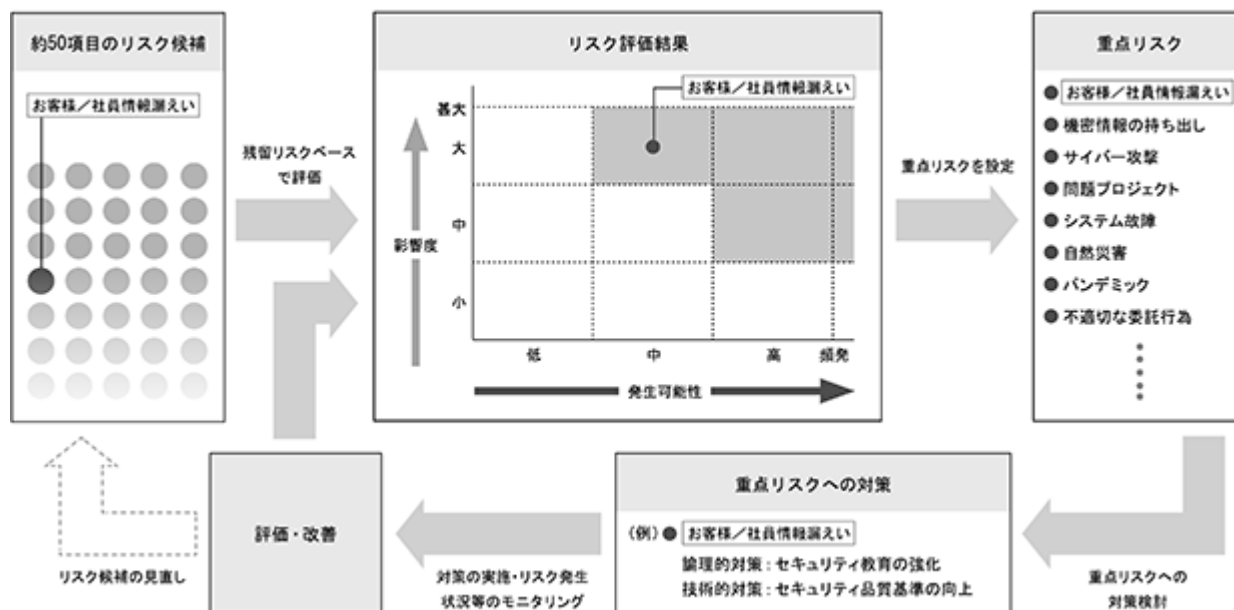 約50項目のリスク候補
お客様／社員情報漏えい
残留リスクベース
で評価
リスク評価結果
お客様／社員情報漏えい
甚大
大
中
小
影響度
低
中
高
頻発
発生可能性
重点リスクを設定
重点リスク
お客様／社員情報漏えい
機密情報の持ち出し
サイバー攻撃
問題プロジェクト
システム故障
自然災害
パンデミック
不適切な委託行為
重点リスクへの
対策検討
重点リスクへの対策
(例) お客様／社員情報漏えい
論理的対策：セキュリティ教育の強化
技術的対策：セキュリティ品質基準の向上
対策の実施・リスク発生
状況等のモニタリング
評価・改善
リスク候補の見直し